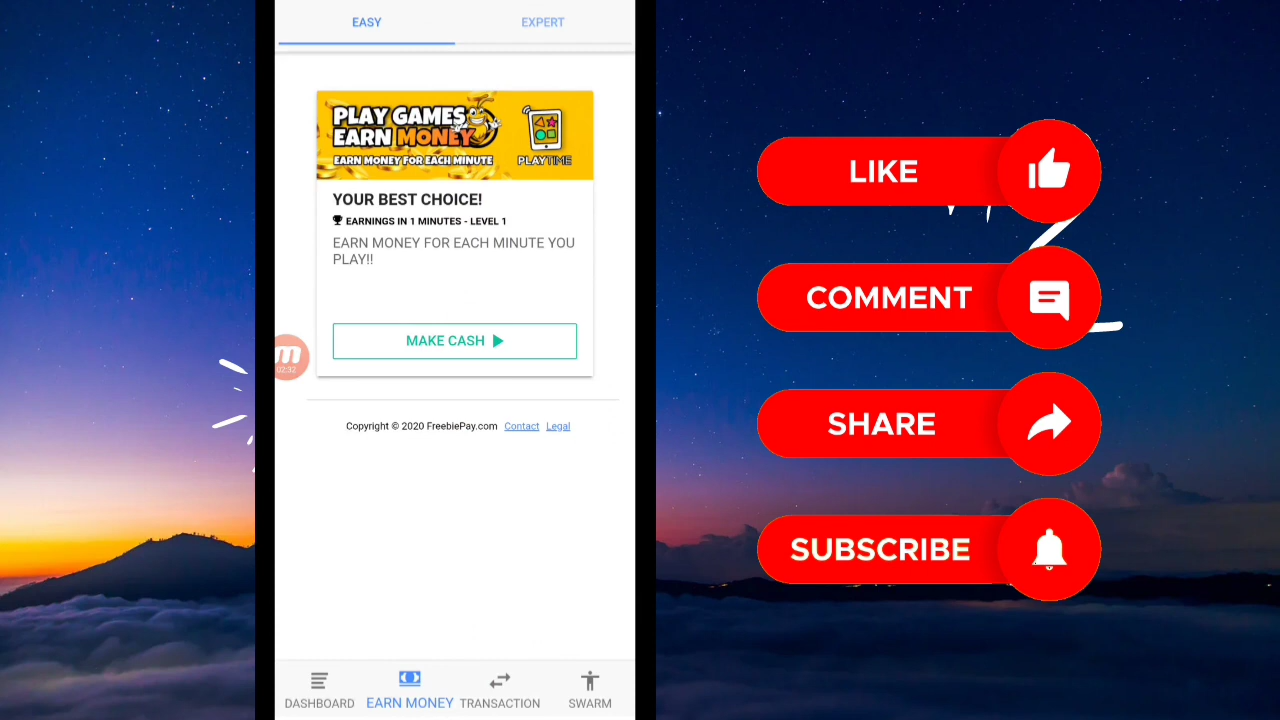 EASY
EXPERT
PLAY GAMES
EARN MONEY
EARN MONEY FOR EACH MINUTE
PLAYTIME
YOUR BEST CHOICE!
EARNINGS IN 1 MINUTES - LEVEL 1
EARN MONEY FOR EACH MINUTE YOU
PLAY!!
MAKE CASH
m
02:32
Copyright © 2020 FreebiePay.com Contact Legal
DASHBOARD
EARN MONEY
TRANSACTION
SWARM
LIKE
COMMENT
SHARE
SUBSCRIBE